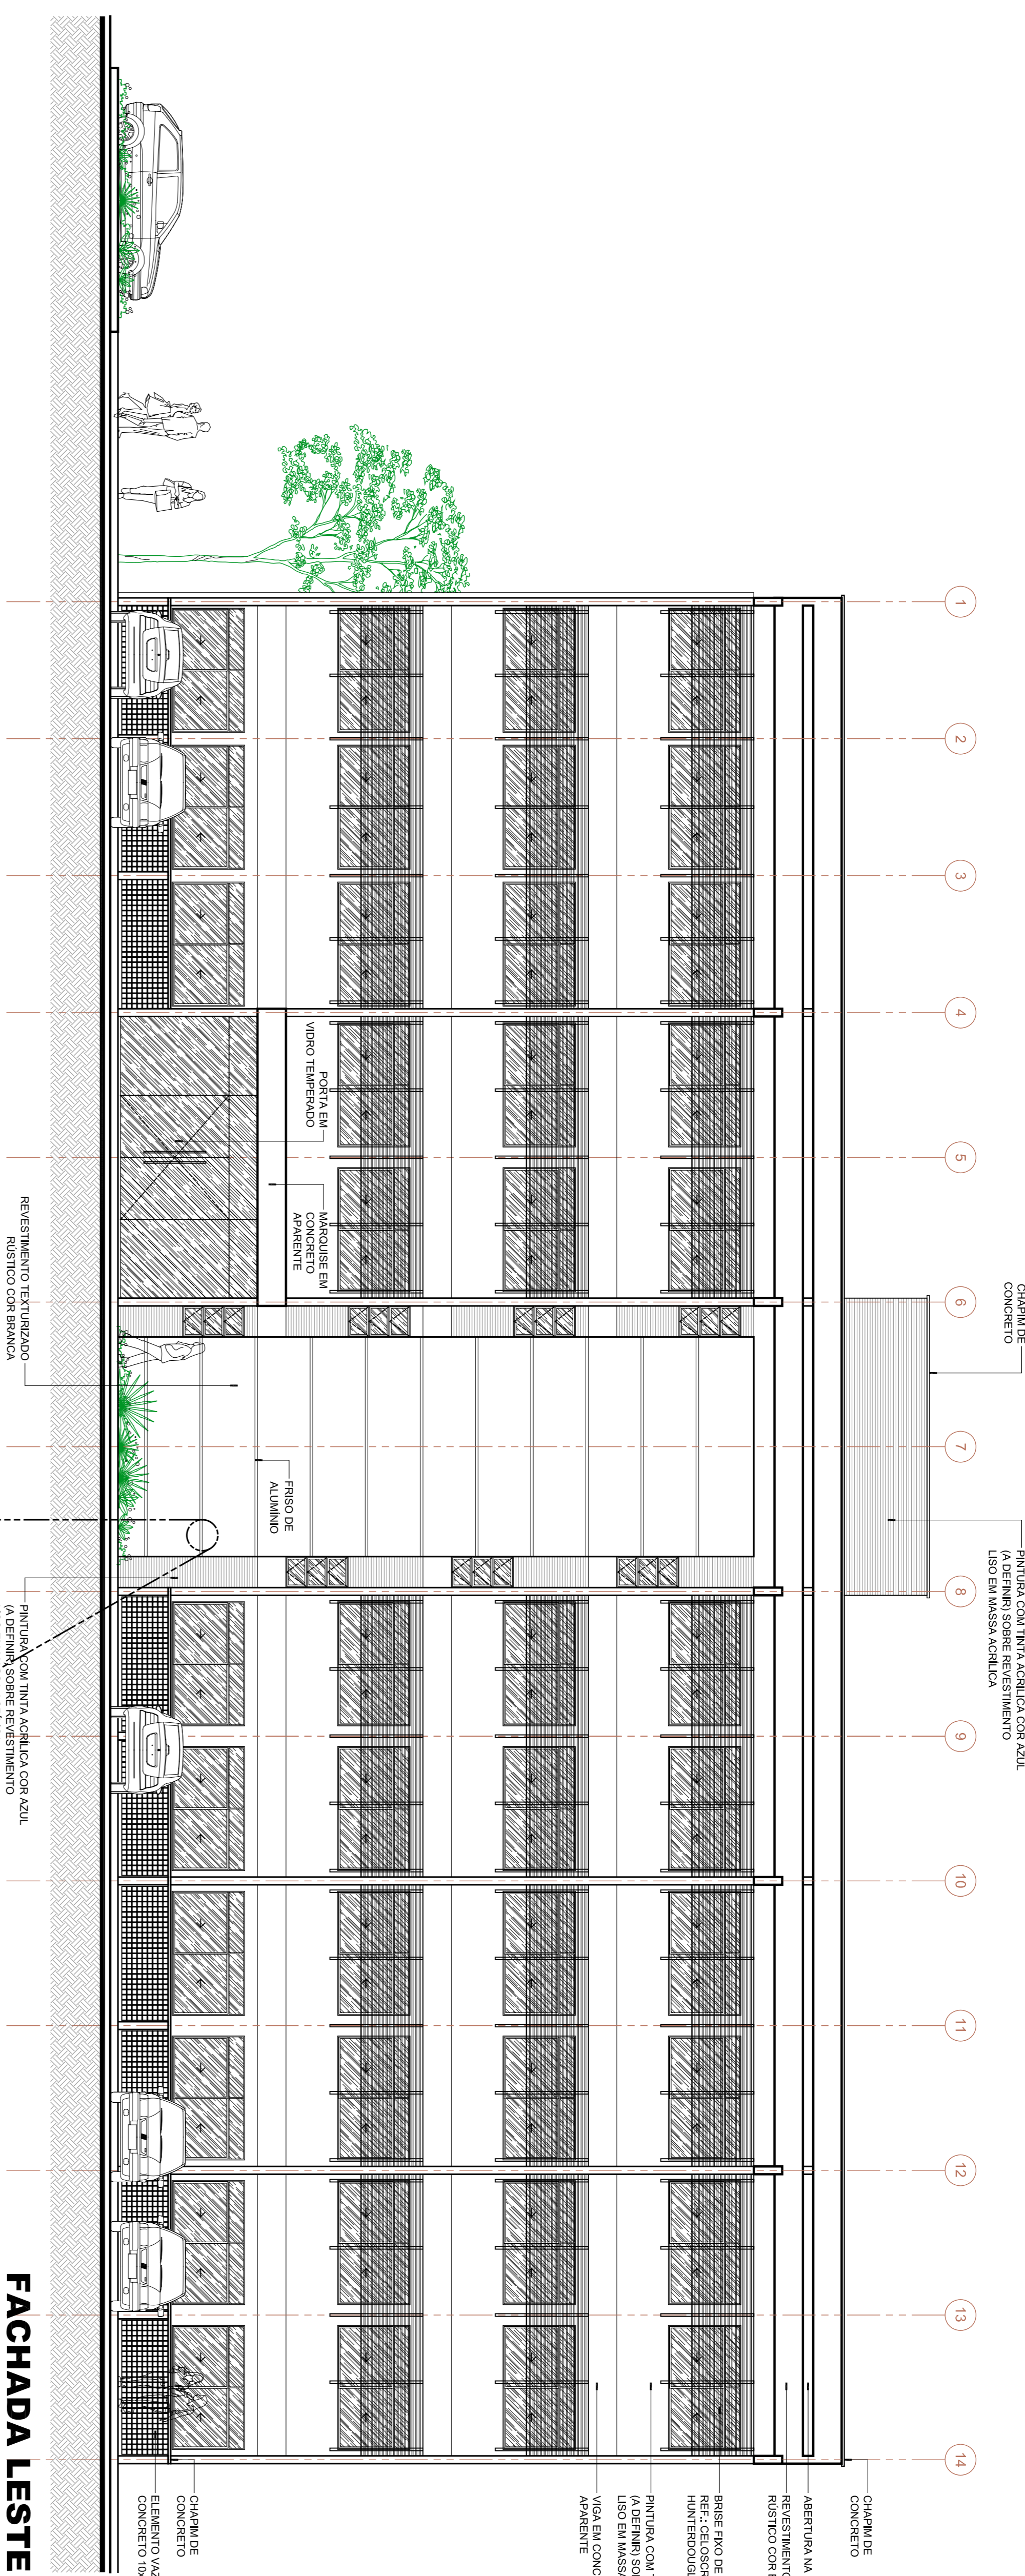 CHAPIM DE
CONCRETO
PINTURA COM TINTA ACRÍLICA COR AZUL
(A DEFINIR) SOBRE REVESTIMENTO
LISO EM MASSA ACRÍLICA
1
2
3
4
5
6
7
8
9
10
11
12
13
14
CHAPIM DE
CONCRETO
ABERTURA NA
REVESTIMENTO
RÚSTICO COR
BRISE FIXO DE
REF.: CELOSCR
HUNTERDOUGL
PINTURA COM
(A DEFINIR) SO
LISO EM MASSA
VIGA EM CONC
APARENTE
PORTA EM
VIDRO TEMPERADO
MARQUISE EM
CONCRETO
APARENTE
FRISO DE
ALUMÍNIO
CHAPIM DE
CONCRETO
ELEMENTO VAZ
CONCRETO 10x
REVESTIMENTO TEXTURIZADO
RÚSTICO COR BRANCA
PINTURA COM TINTA ACRÍLICA COR AZUL
(A DEFINIR) SOBRE REVESTIMENTO
FACHADA LESTE